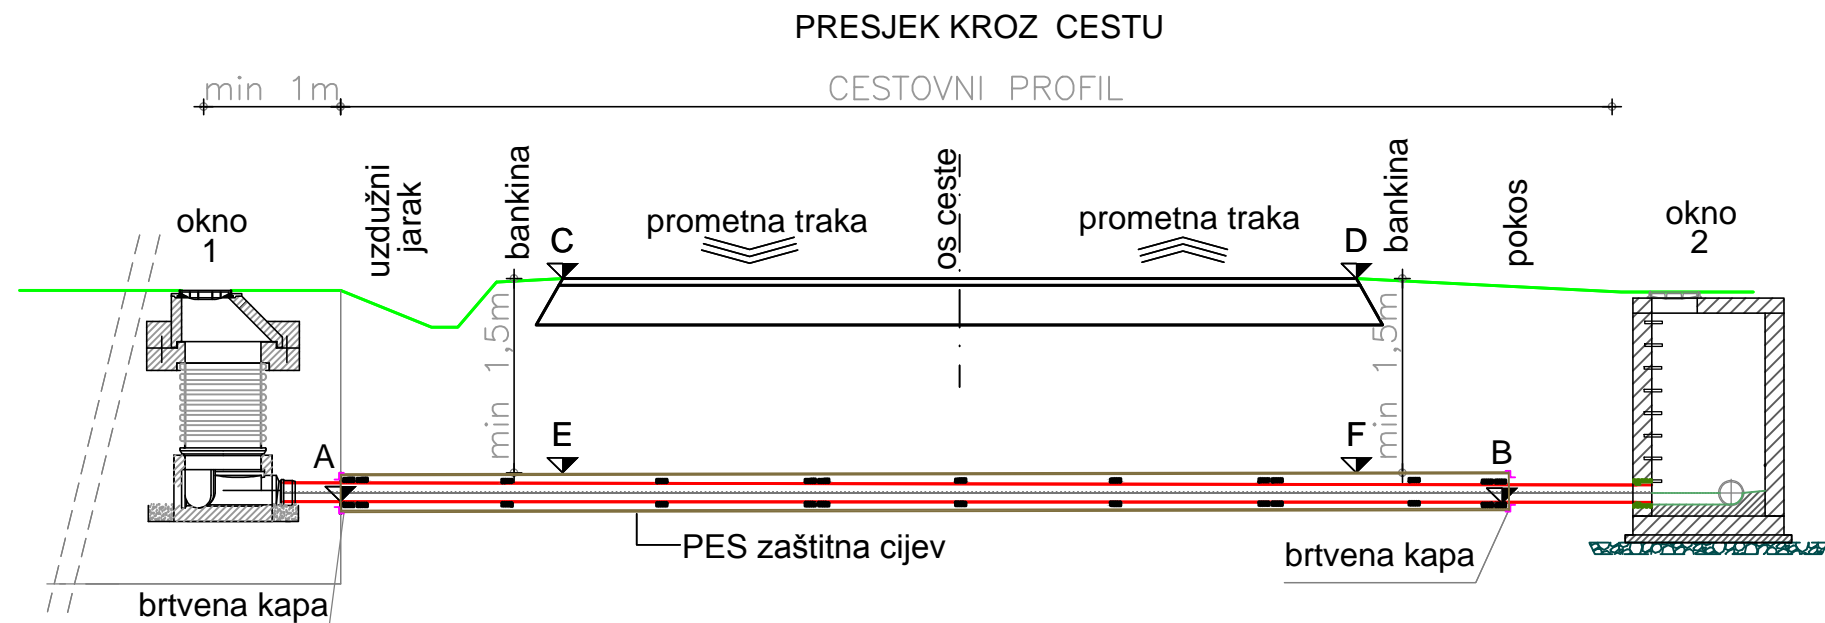 PRESJEK KROZ CESTU
min 1m
CESTOVNI PROFIL
okno
1
uzdužni
jarak
bankina
C
prometna traka
os ceste
prometna traka
D
bankina
pokos
okno
2
min 1,5m
min 1,5m
A
E
F
B
PES zaštitna cijev
brtvena kapa
brtvena kapa